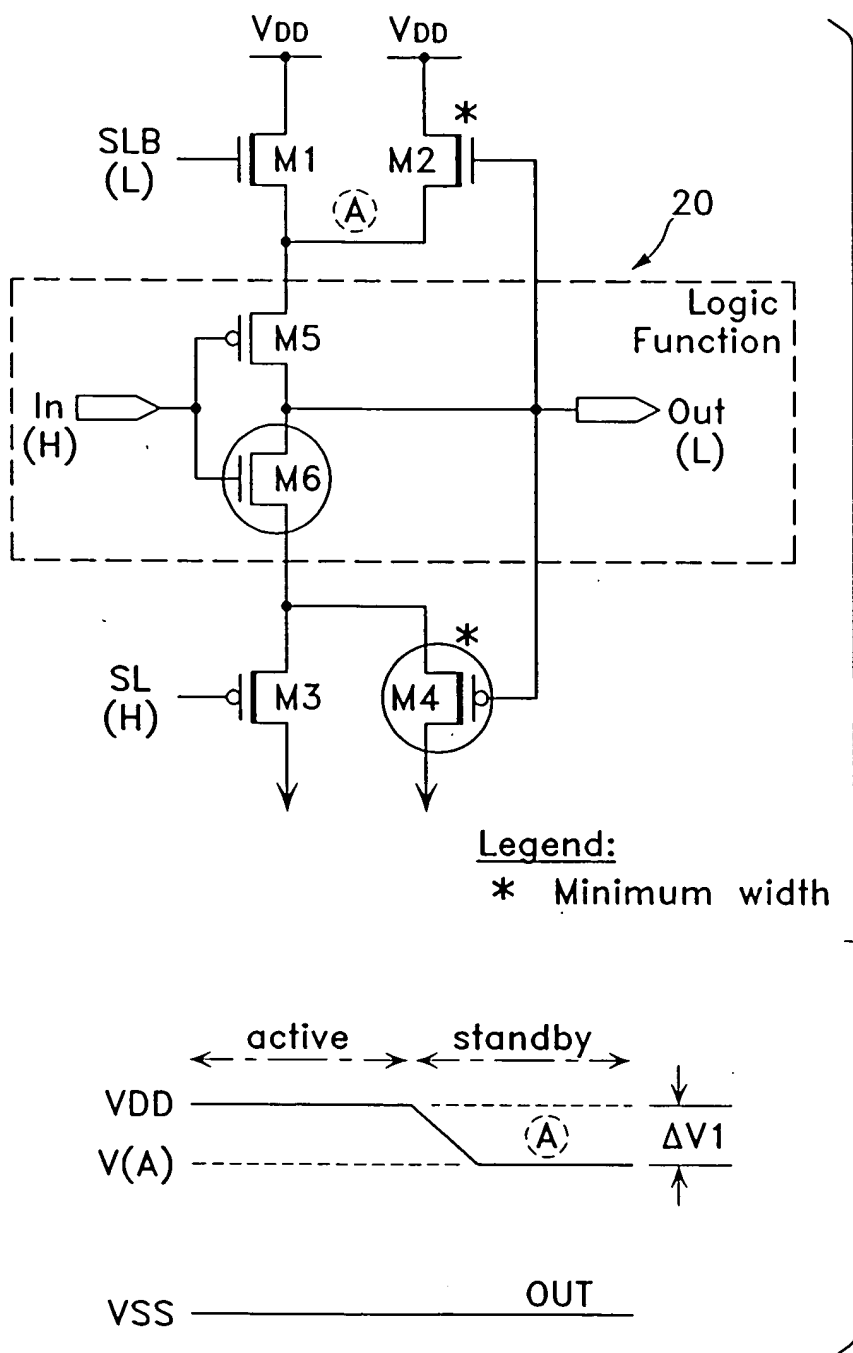 VDD VDD
SLB
(L)
M1 M2 *
A
20
Logic
Function
M5
In
(H)
Out
(L)
M6
SL
(H)
M3 M4 *
Legend:
* Minimum width
active standby
VDD
A ΔV1
V(A)
OUT
VSS